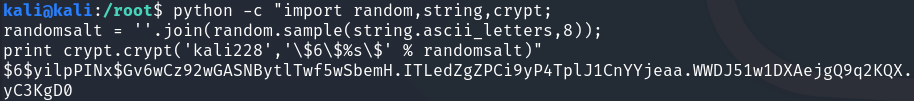 kali@kali:/root$ python -c "import random,string,crypt;
randomsalt = ''.join(random.sample(string.ascii_letters,8));
print crypt.crypt('kali228','\$6\$%s\$' % randomsalt)"
$6$yilpPINx$Gv6wCz92wGASNBytlTwf5wSbemH.ITLedZgZPCi9yP4TplJ1CnYYjeaa.WWDJ51w1DXAejgQ9q2KQX.
yC3KgD0